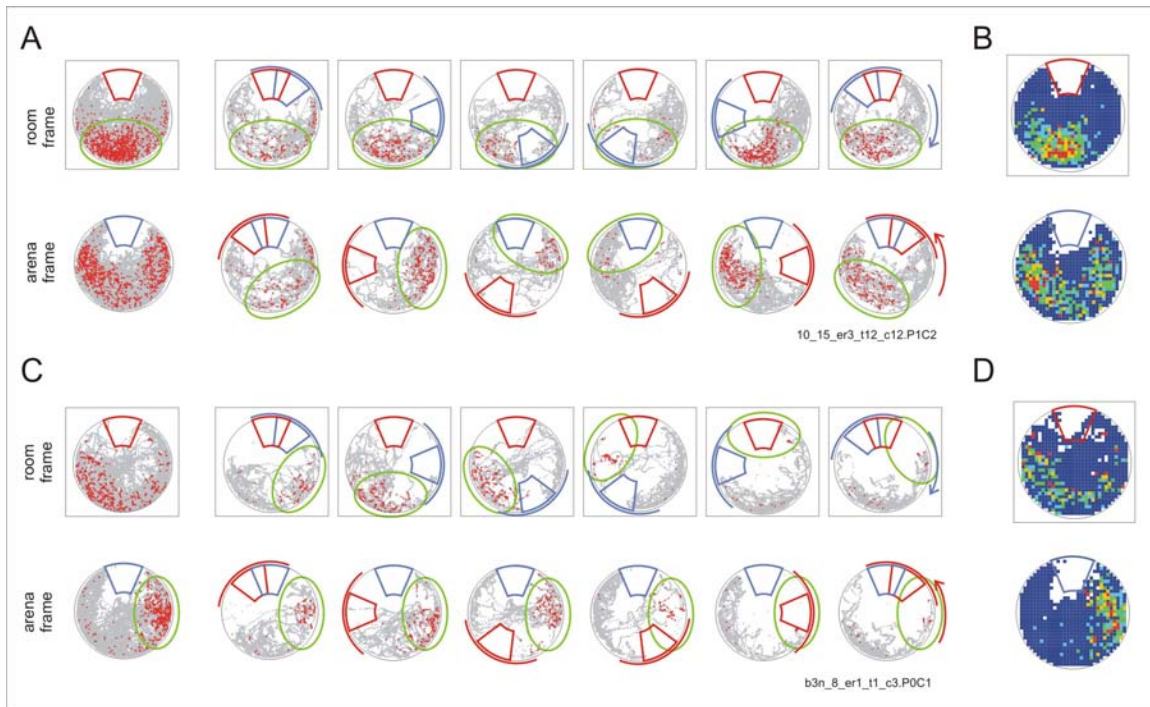 A
B
room
frame
arena
frame
10_15_er3_t12_c12.P1C2
C
D
room
frame
arena
frame
b3n_8_er1_t1_c3.P0C1